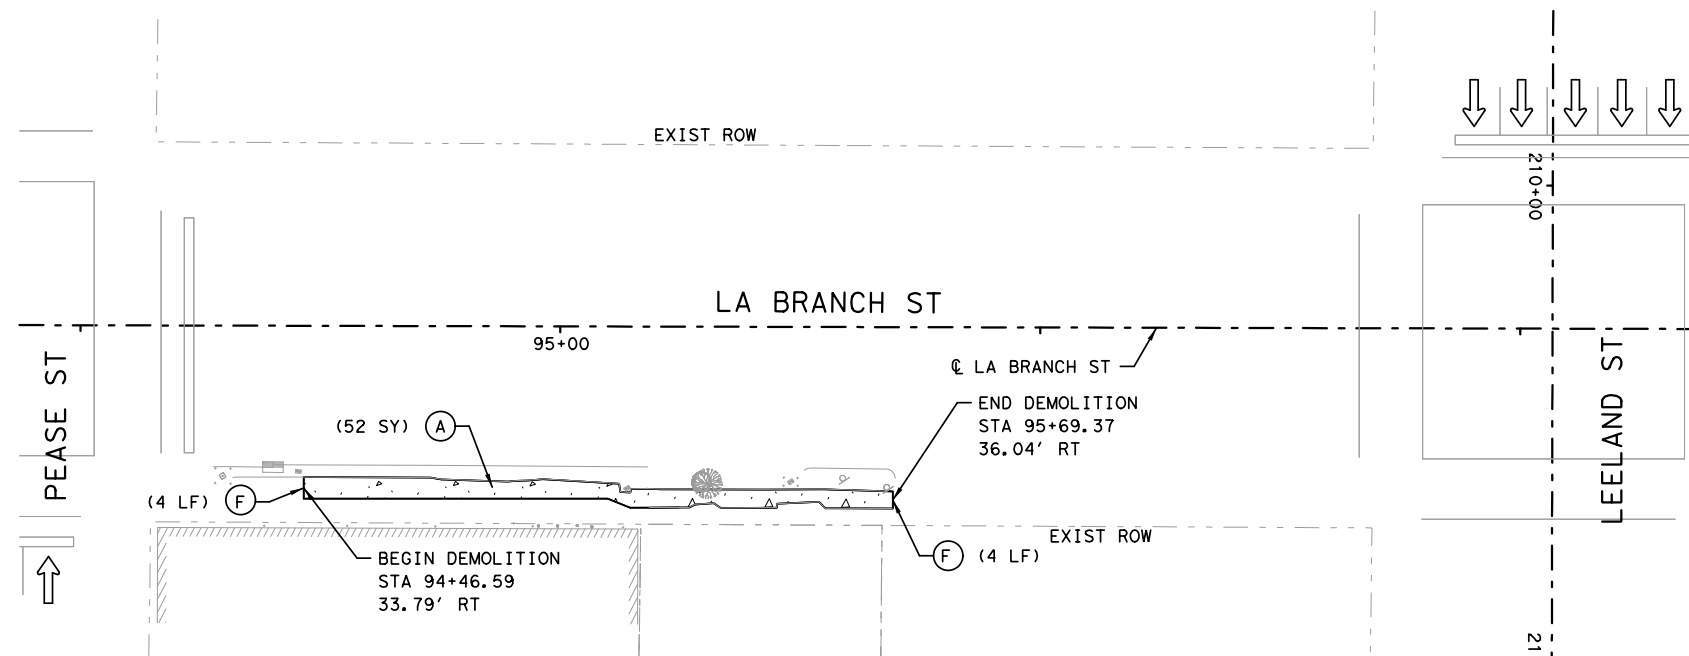 EXIST ROW
210+00
LA BRANCH ST
95+00
PEASE ST
℄ LA BRANCH ST
LEELAND ST
END DEMOLITION
STA 95+69.37
36.04' RT
(52 SY) A
(4 LF) F
EXIST ROW
F (4 LF)
BEGIN DEMOLITION
STA 94+46.59
33.79' RT
21